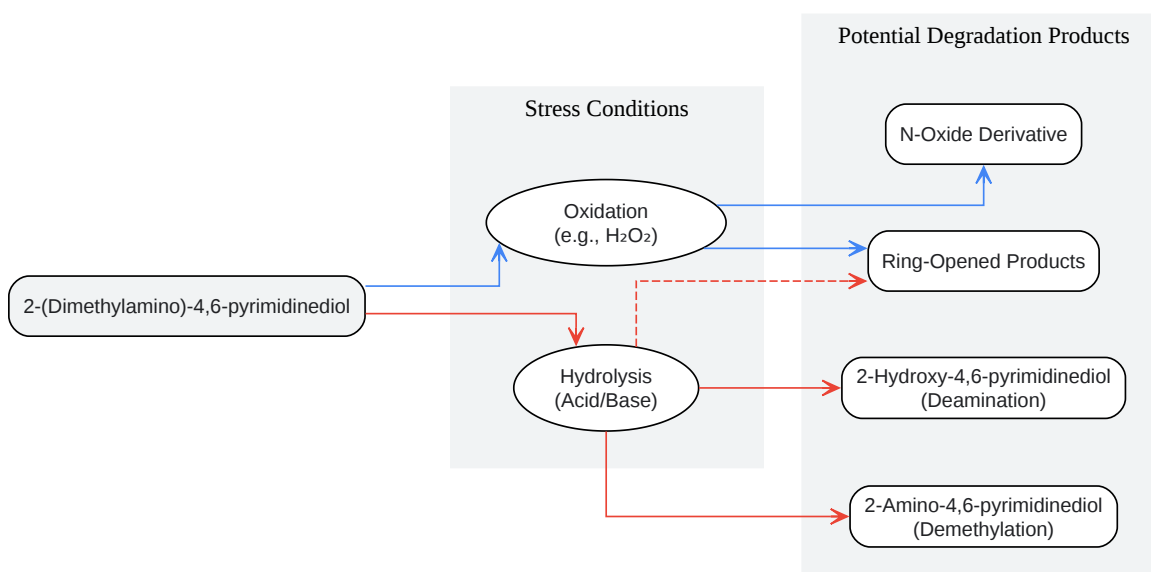 Potential Degradation Products
Stress Conditions
N-Oxide Derivative
Oxidation
(e.g., H₂O₂)
Ring-Opened Products
2-(Dimethylamino)-4,6-pyrimidinediol
Hydrolysis
(Acid/Base)
2-Hydroxy-4,6-pyrimidinediol
(Deamination)
2-Amino-4,6-pyrimidinediol
(Demethylation)